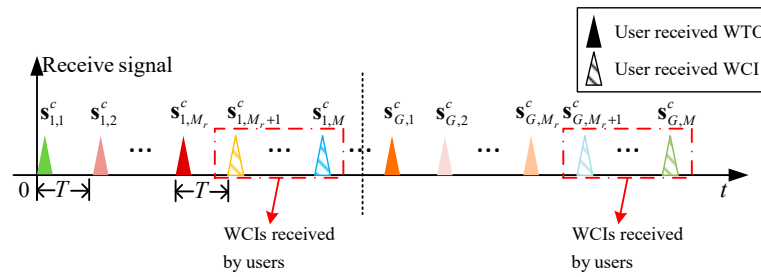 User received WTO
User received WCI
Receive signal
s^c_{1,1} s^c_{1,2} s^c_{1,M_r} s^c_{1,M_r+1} s^c_{1,M} s^c_{G,1} s^c_{G,2} s^c_{G,M_r} s^c_{G,M_r+1} s^c_{G,M}
... ... ... ... ...
0 T T t
WCIs received
by users
WCIs received
by users